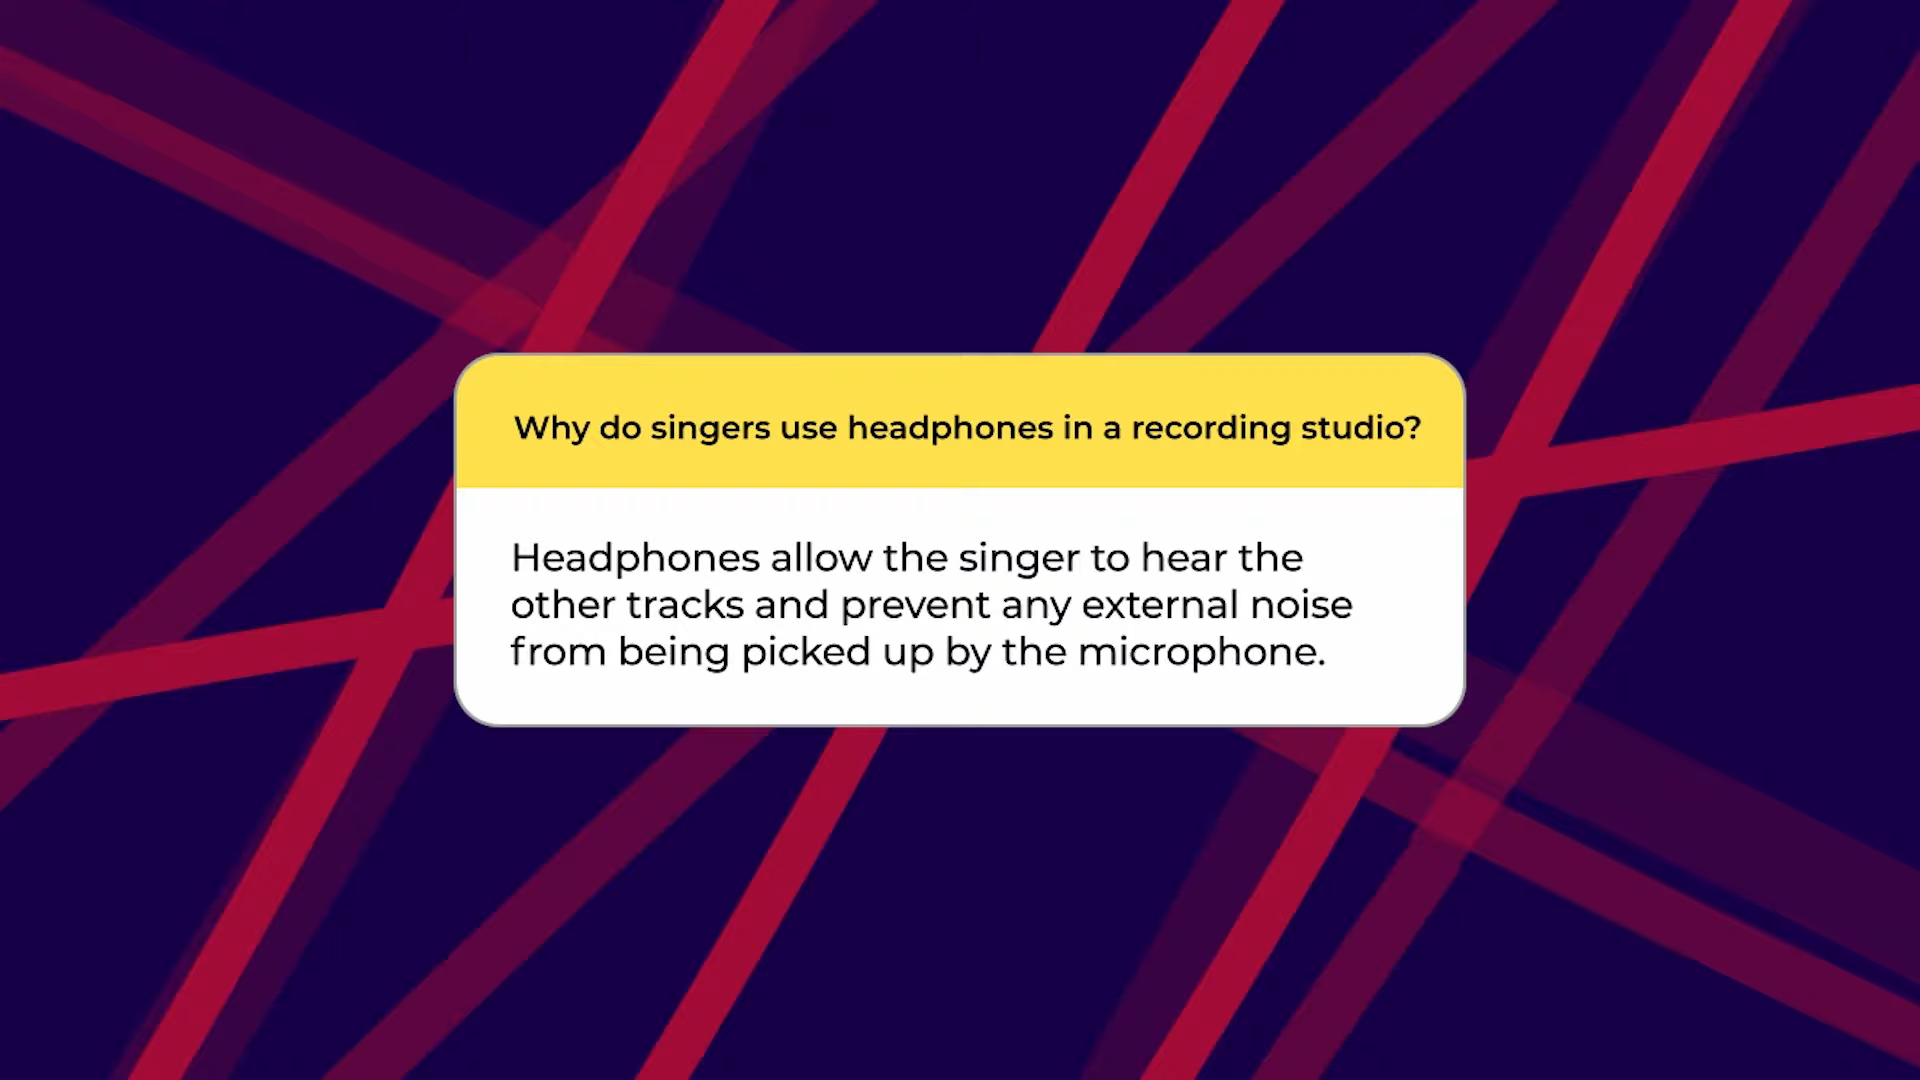 Why do singers use headphones in a recording studio?
Headphones allow the singer to hear the
other tracks and prevent any external noise
from being picked up by the microphone.